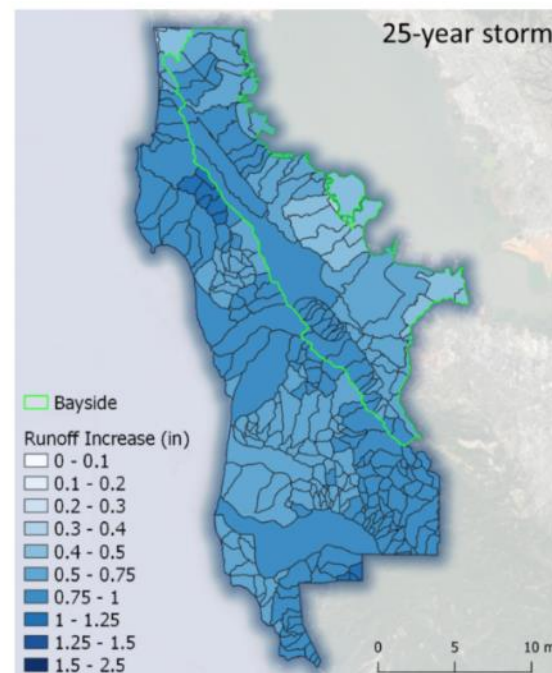 25-year storm
Bayside
Runoff Increase (in)
0 - 0.1
0.1 - 0.2
0.2 - 0.3
0.3 - 0.4
0.4 - 0.5
0.5 - 0.75
0.75 - 1
1 - 1.25
1.25 - 1.5
1.5 - 2.5
0 5 10 m